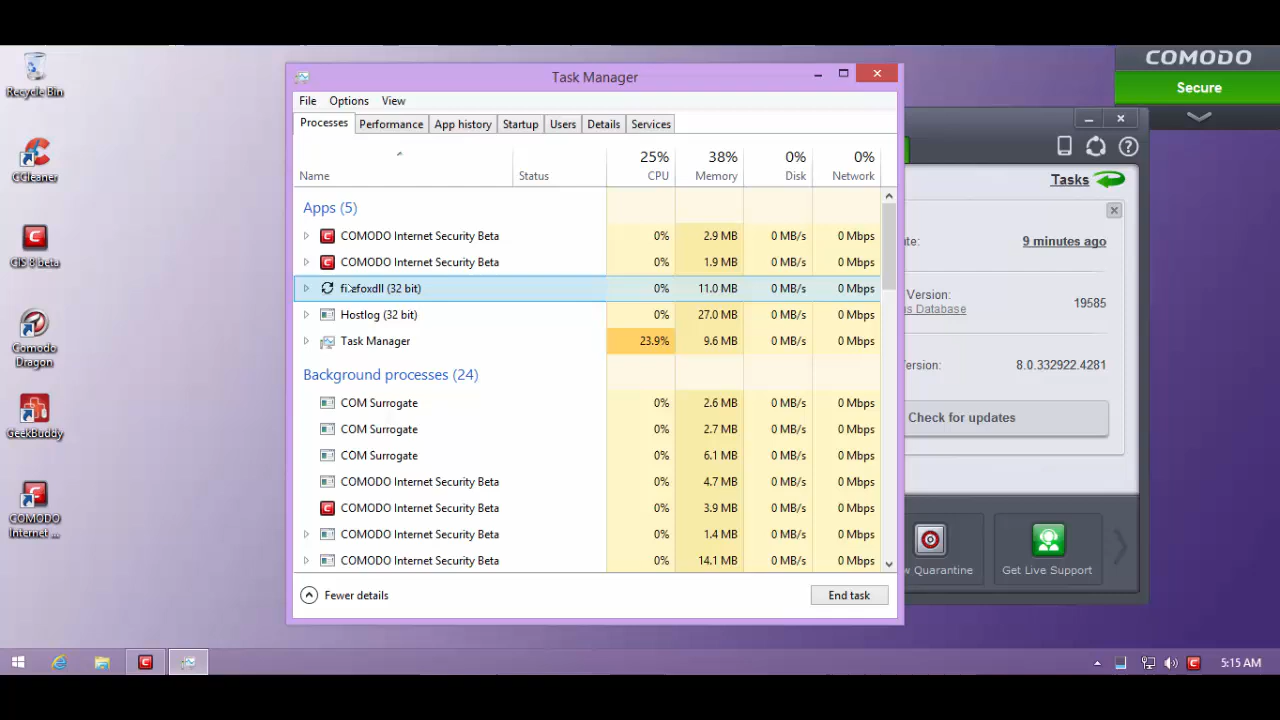 Recycle Bin
CCleaner
CIS 8 beta
Comodo
Dragon
GeekBuddy
COMODO
Internet ...
Task Manager
File Options View
Processes Performance App history Startup Users Details Services
25% 38% 0% 0%
Name Status CPU Memory Disk Network
Apps (5)
COMODO Internet Security Beta 0% 2.9 MB 0 MB/s 0 Mbps
COMODO Internet Security Beta 0% 1.9 MB 0 MB/s 0 Mbps
firefoxdll (32 bit) 0% 11.0 MB 0 MB/s 0 Mbps
Hostlog (32 bit) 0% 27.0 MB 0 MB/s 0 Mbps
Task Manager 23.9% 9.6 MB 0 MB/s 0 Mbps
Background processes (24)
COM Surrogate 0% 2.6 MB 0 MB/s 0 Mbps
COM Surrogate 0% 2.7 MB 0 MB/s 0 Mbps
COM Surrogate 0% 6.1 MB 0 MB/s 0 Mbps
COMODO Internet Security Beta 0% 4.7 MB 0 MB/s 0 Mbps
COMODO Internet Security Beta 0% 3.9 MB 0 MB/s 0 Mbps
COMODO Internet Security Beta 0% 1.4 MB 0 MB/s 0 Mbps
COMODO Internet Security Beta 0% 14.1 MB 0 MB/s 0 Mbps
Fewer details End task
COMODO
Secure
Tasks
te: 9 minutes ago
Version: 19585
s Database
ersion: 8.0.332922.4281
Check for updates
w Quarantine Get Live Support
5:15 AM